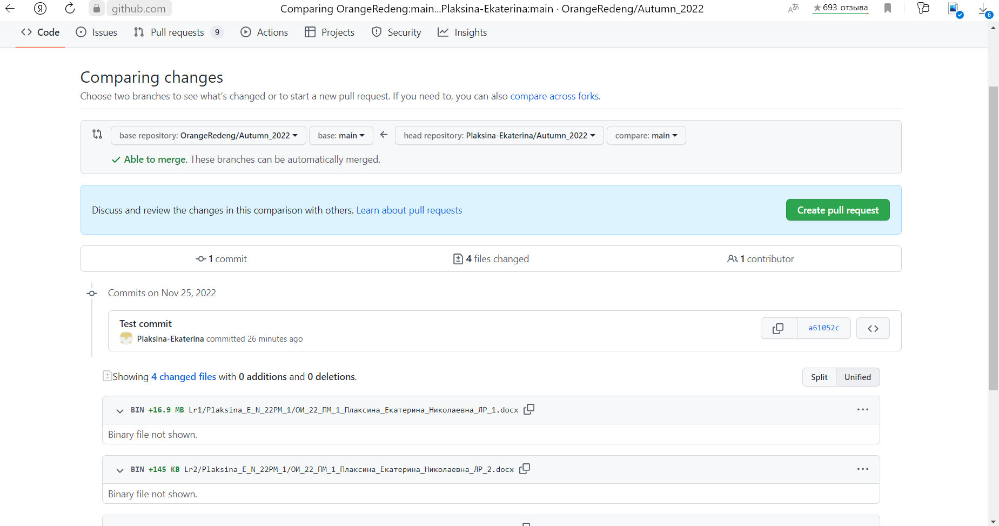 Я
github.com
Comparing OrangeRedeng:main...Plaksina-Ekaterina:main · OrangeRedeng/Autumn_2022
Aあ
★693 отзыва
6
Code
Issues
Pull requests 9
Actions
Projects
Security
Insights
Comparing changes
Choose two branches to see what’s changed or to start a new pull request. If you need to, you can also compare across forks.
base repository: OrangeRedeng/Autumn_2022
base: main
head repository: Plaksina-Ekaterina/Autumn_2022
compare: main
Able to merge. These branches can be automatically merged.
Discuss and review the changes in this comparison with others. Learn about pull requests
Create pull request
1 commit
4 files changed
1 contributor
Commits on Nov 25, 2022
Test commit
a61052c
Plaksina-Ekaterina committed 26 minutes ago
Showing 4 changed files with 0 additions and 0 deletions.
Split
Unified
BIN +16.9 MB Lr1/Plaksina_E_N_22PM_1/ОИ_22_ПМ_1_Плаксина_Екатерина_Николаевна_ЛР_1.docx
Binary file not shown.
BIN +145 KB Lr2/Plaksina_E_N_22PM_1/ОИ_22_ПМ_1_Плаксина_Екатерина_Николаевна_ЛР_2.docx
Binary file not shown.